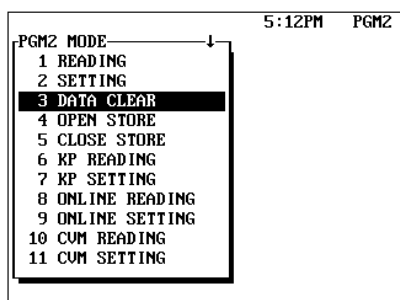 5:12PM PGM2
PGM2 MODE ↓
1 READING
2 SETTING
3 DATA CLEAR
4 OPEN STORE
5 CLOSE STORE
6 KP READING
7 KP SETTING
8 ONLINE READING
9 ONLINE SETTING
10 CVM READING
11 CVM SETTING